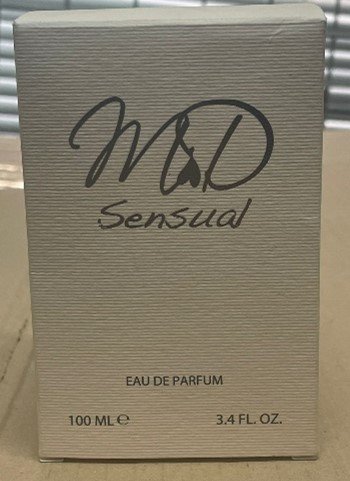 M&D
Sensual
EAU DE PARFUM
100 ML ℮
3.4 FL. OZ.